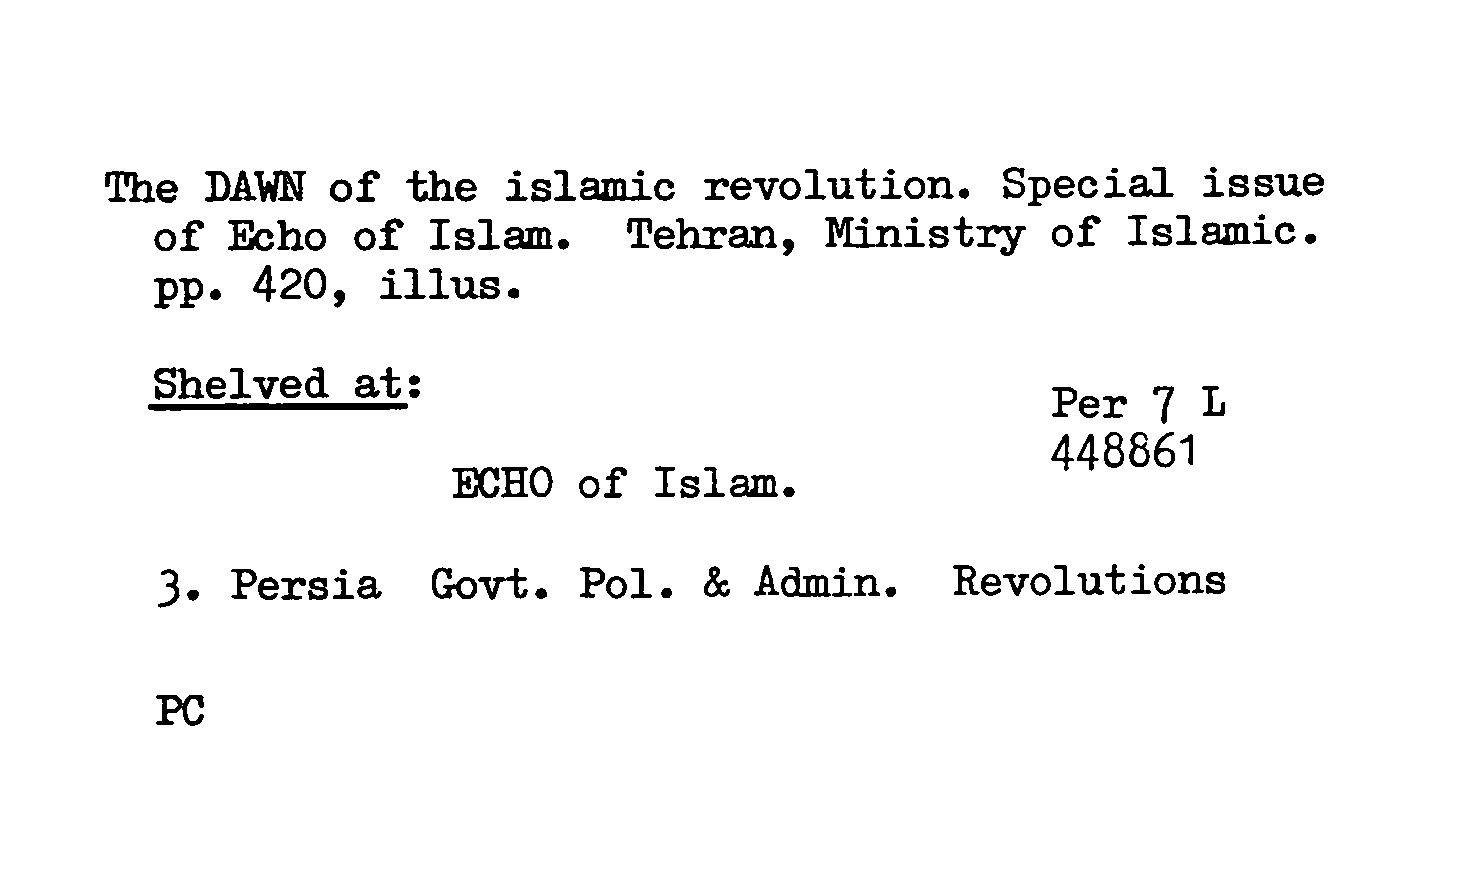 The DAWN of the islamic revolution. Special issue
of Echo of Islam. Tehran, Ministry of Islamic.
pp. 420, illus.
Shelved at:
Per 7 L
448861
ECHO of Islam.
3. Persia Govt. Pol. & Admin. Revolutions
PC